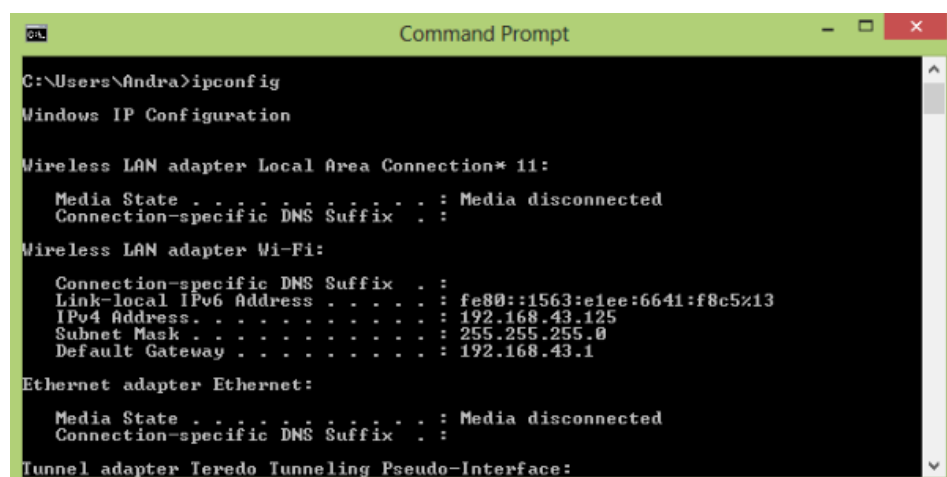 Command Prompt
C:\Users\Andra>ipconfig
Windows IP Configuration
Wireless LAN adapter Local Area Connection* 11:
Media State . . . . . . . . . . . : Media disconnected
Connection-specific DNS Suffix  . :
Wireless LAN adapter Wi-Fi:
Connection-specific DNS Suffix  . :
Link-local IPv6 Address . . . . . : fe80::1563:e1ee:6641:f8c5%13
IPv4 Address. . . . . . . . . . . : 192.168.43.125
Subnet Mask . . . . . . . . . . . : 255.255.255.0
Default Gateway . . . . . . . . . : 192.168.43.1
Ethernet adapter Ethernet:
Media State . . . . . . . . . . . : Media disconnected
Connection-specific DNS Suffix  . :
Tunnel adapter Teredo Tunneling Pseudo-Interface: